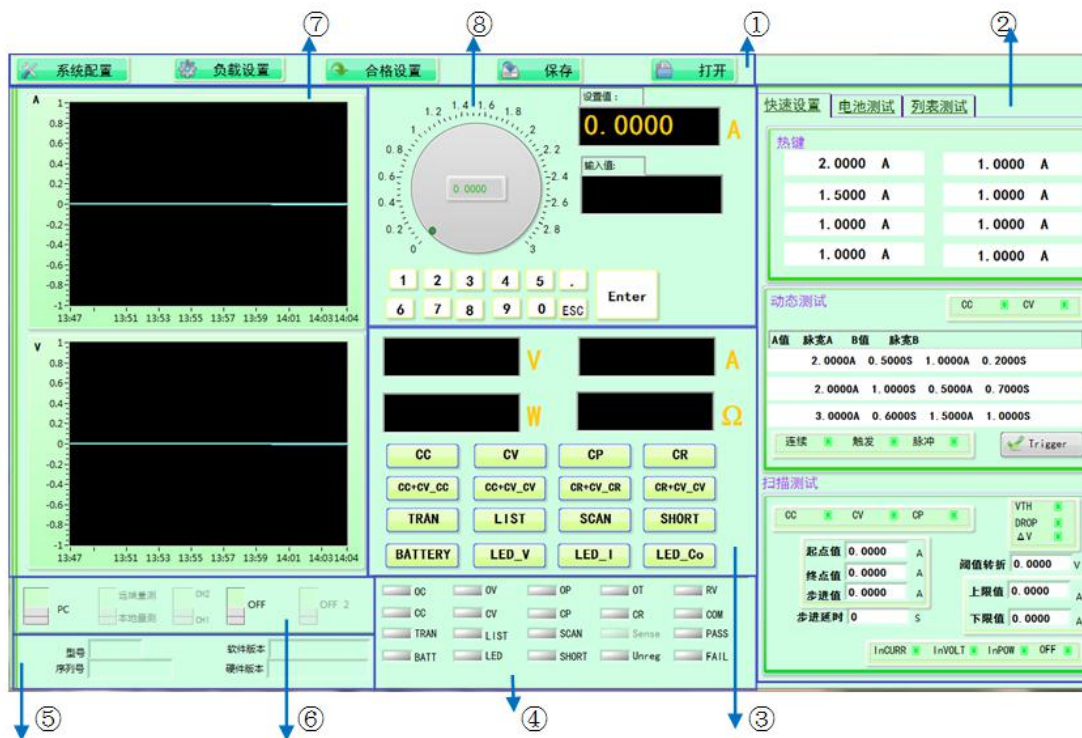 ⑦ ⑧ ① ②
系统配置 负载设置 合格设置 保存 打开
A
1
0.8
0.6
0.4
0.2
0
-0.2
-0.4
-0.6
-0.8
-1
13:47 13:51 13:53 13:55 13:57 13:59 14:01 14:03 14:04
V
1
0.8
0.6
0.4
0.2
0
-0.2
-0.4
-0.6
-0.8
-1
13:47 13:51 13:53 13:55 13:57 13:59 14:01 14:03 14:04
0 0.2 0.4 0.6 0.8 1 1.2 1.4 1.6 1.8 2 2.2 2.4 2.6 2.8 3
0.0000
设置值:
0.0000 A
输入值:
1 2 3 4 5 .
6 7 8 9 0 ESC
Enter
V A
W Ω
CC CV CP CR
CC+CV_CC CC+CV_CV CR+CV_CR CR+CV_CV
TRAN LIST SCAN SHORT
BATTERY LED_V LED_I LED_Co
快速设置 电池测试 列表测试
热键
2.0000 A 1.0000 A
1.5000 A 1.0000 A
1.0000 A 1.0000 A
1.0000 A 1.0000 A
动态测试 CC CV
A值 脉宽A B值 脉宽B
2.0000A 0.5000S 1.0000A 0.2000S
2.0000A 1.0000S 0.5000A 0.7000S
3.0000A 0.6000S 1.5000A 1.0000S
连续 触发 脉冲 Trigger
扫描测试
CC CV CP
VTH
DROP
ΔV
起点值 0.0000 A
终点值 0.0000 A
步进值 0.0000 A
步进延时 0 S
阈值转折 0.0000 V
上限值 0.0000 A
下限值 0.0000 A
InCURR InVOLT InPOW OFF
PC
远端量测
本地量测
CH2
CH1
OFF
OFF 2
型号 软件版本
序列号 硬件版本
OC OV OP OT RV
CC CV CP CR COM
TRAN LIST SCAN Sense PASS
BATT LED SHORT Unreg FAIL
⑤ ⑥ ④ ③